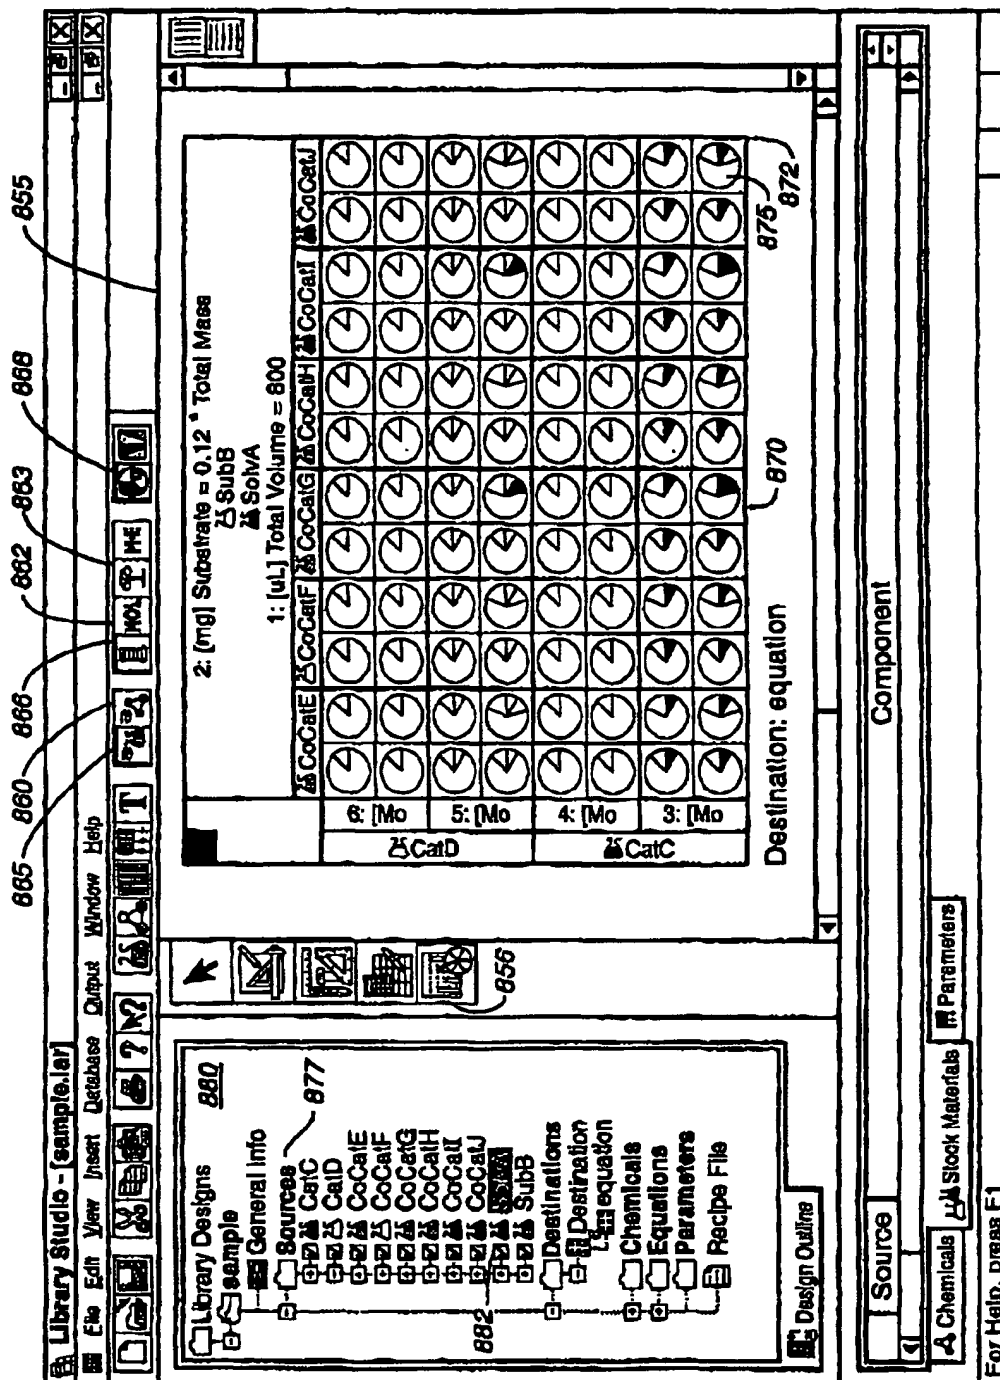 855
868
863
862
866
860
865
Library Studio - [sample.lar]
File Edit View Insert Database Output Window Help
MOL
T
Library Designs
880
sample
General Info
Sources
877
CatC
CatD
CoCatE
CoCatF
CoCatG
CoCatH
CoCatI
CoCatJ
SubB
882
Destinations
Destination
equation
Chemicals
Equations
Parameters
Recipe File
Design Outline
856
2: [mg] Substrate = 0.12 * Total Mass
SubB
SolvA
1: [uL] Total Volume = 800
CoCatE CoCatF CoCatG CoCatH CoCatI CoCatJ
CatD
6: [Mo
5: [Mo
CatC
4: [Mo
3: [Mo
875
872
870
Destination: equation
Source Component
Chemicals Stock Materials Parameters
For Help, press F1